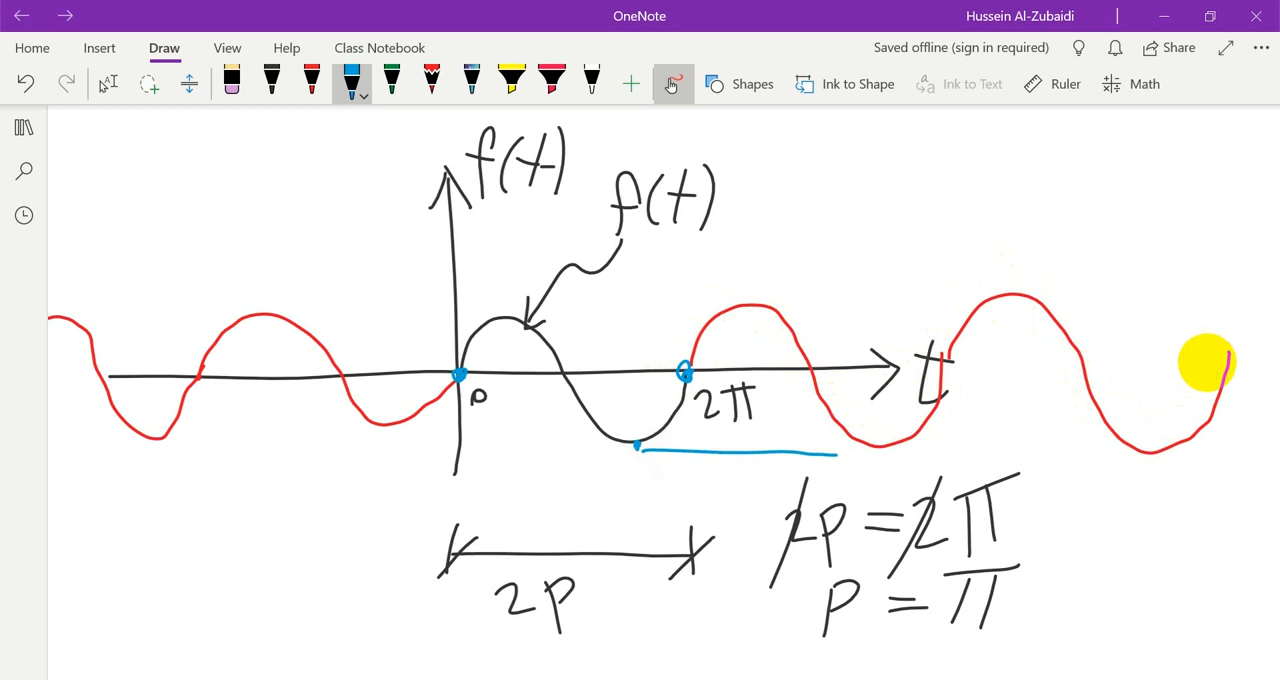 OneNote
Hussein Al-Zubaidi
Home Insert Draw View Help Class Notebook
Saved offline (sign in required) Share
Shapes Ink to Shape Ink to Text Ruler Math
f(t)
f(t)
t
0
2π
2p = 2π
2p
p = π